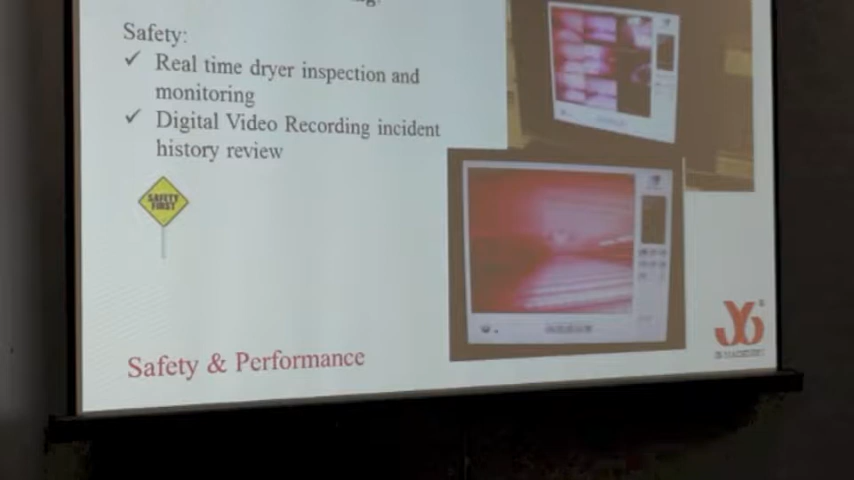 Safety:
✓ Real time dryer inspection and
monitoring
✓ Digital Video Recording incident
history review
SAFETY
FIRST
Safety & Performance